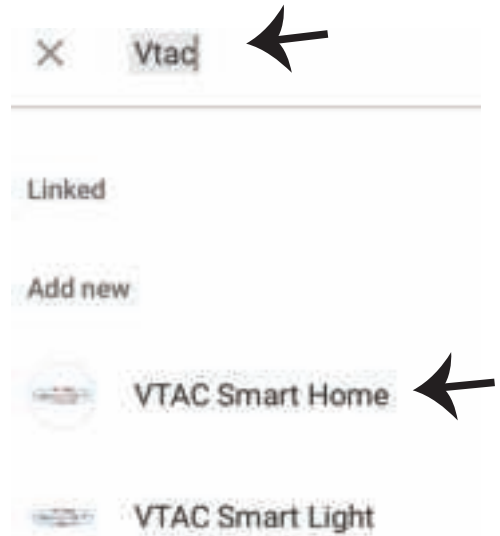 Vtac
Linked
Add new
VTAC Smart Home
VTAC Smart Light